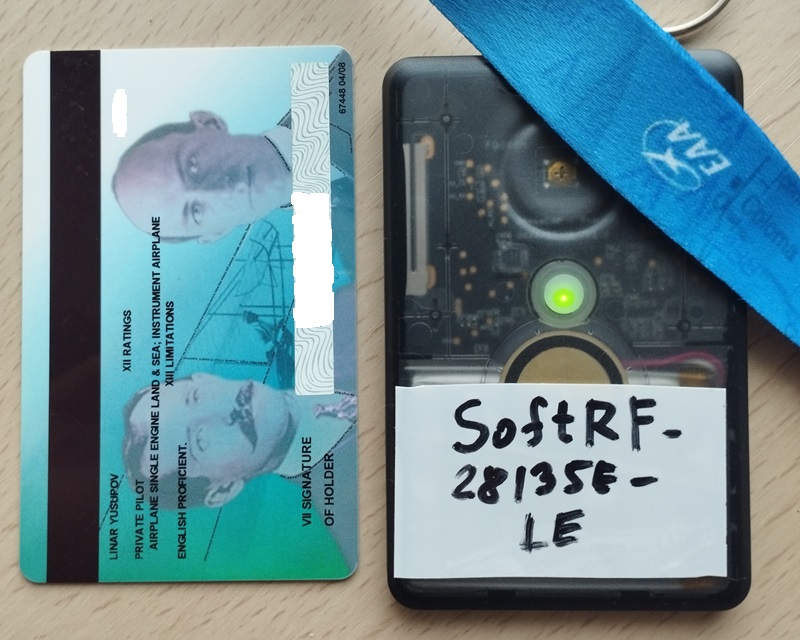 67448 04/08
XII RATINGS
AIRPLANE SINGLE ENGINE LAND & SEA; INSTRUMENT AIRPLANE
XIII LIMITATIONS
LINAR YUSUPOV
PRIVATE PILOT
ENGLISH PROFICIENT.
VII SIGNATURE
OF HOLDER
EAA
SoftRF-
28135E-
LE